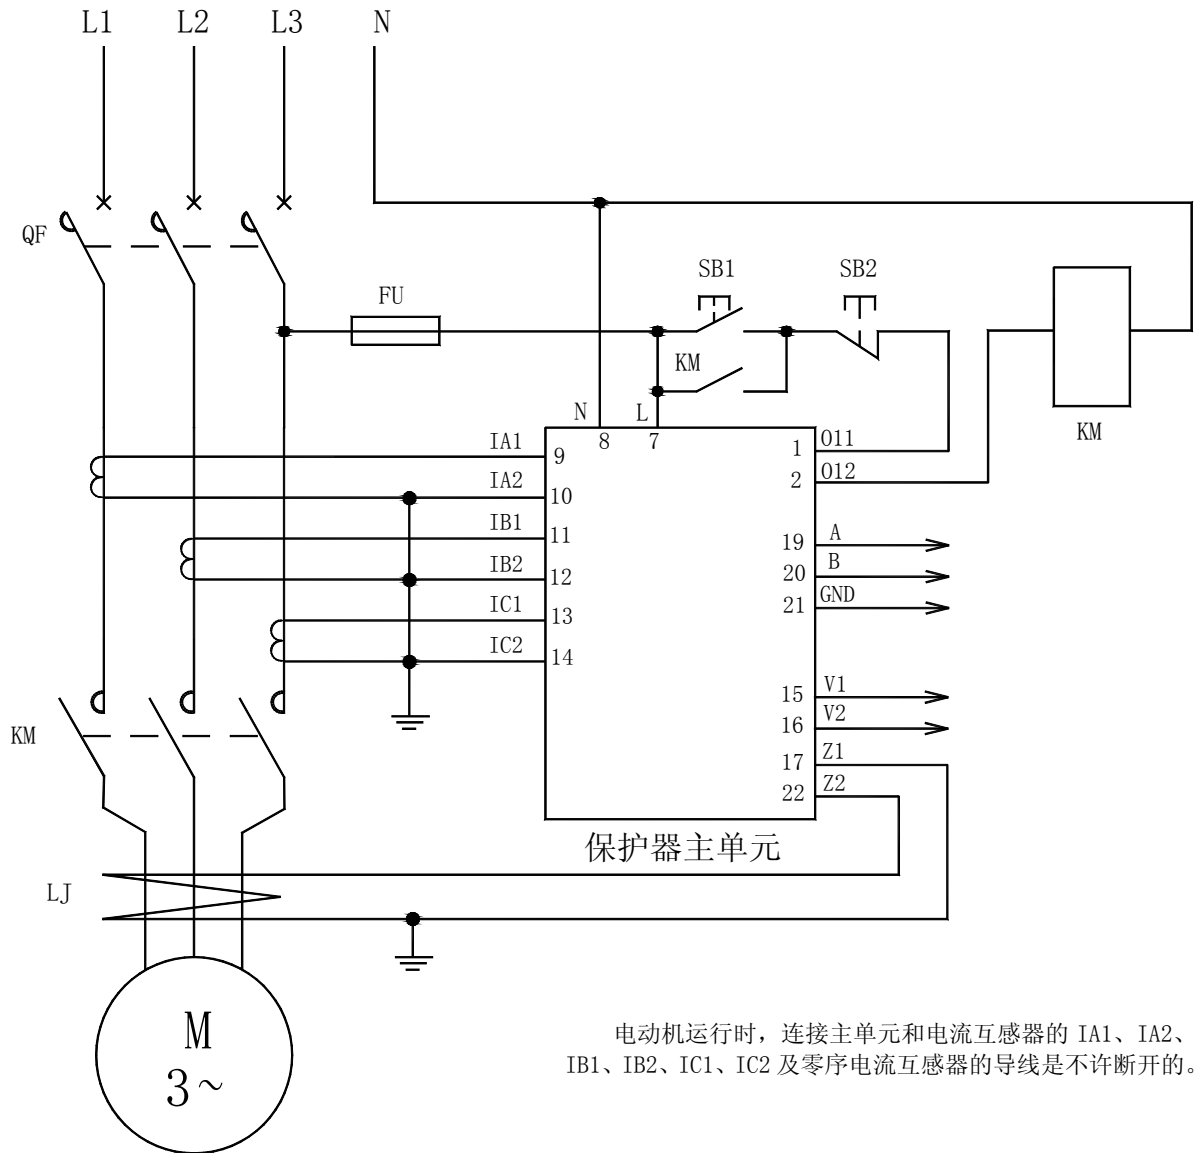 L1 L2 L3 N
QF
SB1 SB2
FU
KM
KM
N L
8 7
IA1 9
1 O11
IA2 10
2 O12
IB1 11
19 A
IB2 12
20 B
IC1 13
21 GND
IC2 14
15 V1
KM
16 V2
17 Z1
22 Z2
保护器主单元
LJ
M
3~
电动机运行时，连接主单元和电流互感器的 IA1、IA2、
IB1、IB2、IC1、IC2 及零序电流互感器的导线是不许断开的。